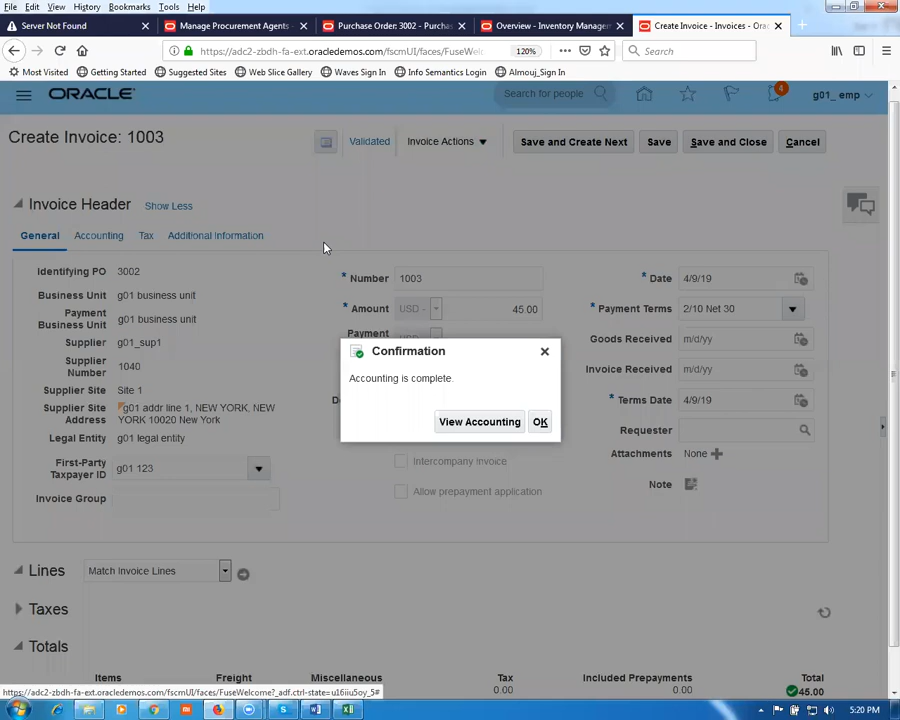 File Edit View History Bookmarks Tools Help
Server Not Found
Manage Procurement Agents -
Purchase Order: 3002 - Purchas
Overview - Inventory Managem
Create Invoice - Invoices - Orac
https://adc2-zbdh-fa-ext.oracledemos.com/fscmUI/faces/FuseWelc
120%
Search
Most Visited Getting Started Suggested Sites Web Slice Gallery Waves Sign In Info Semantics Login Almouj_Sign In
ORACLE
Search for people
4
g01_ emp
Create Invoice: 1003
Validated
Invoice Actions
Save and Create Next
Save
Save and Close
Cancel
Invoice Header Show Less
General Accounting Tax Additional Information
Identifying PO 3002
Business Unit g01 business unit
Payment Business Unit g01 business unit
Supplier g01_sup1
Supplier Number 1040
Supplier Site Site 1
Supplier Site Address g01 addr line 1, NEW YORK, NEW YORK 10020 New York
Legal Entity g01 legal entity
First-Party Taxpayer ID g01 123
Invoice Group
* Number 1003
* Amount USD - 45.00
Payment
* Date 4/9/19
* Payment Terms 2/10 Net 30
Goods Received m/d/yy
Invoice Received m/d/yy
* Terms Date 4/9/19
Requester
Attachments None
Note
Confirmation
Accounting is complete.
View Accounting
OK
Intercompany invoice
Allow prepayment application
Lines Match Invoice Lines
Taxes
Totals
Items Freight Miscellaneous Tax Included Prepayments
0.00 0.00 45.00
https://adc2-zbdh-fa-ext.oracledemos.com/fscmUI/faces/FuseWelcome?_adf.ctrl-state=u16iiu5oy_5#
5:20 PM